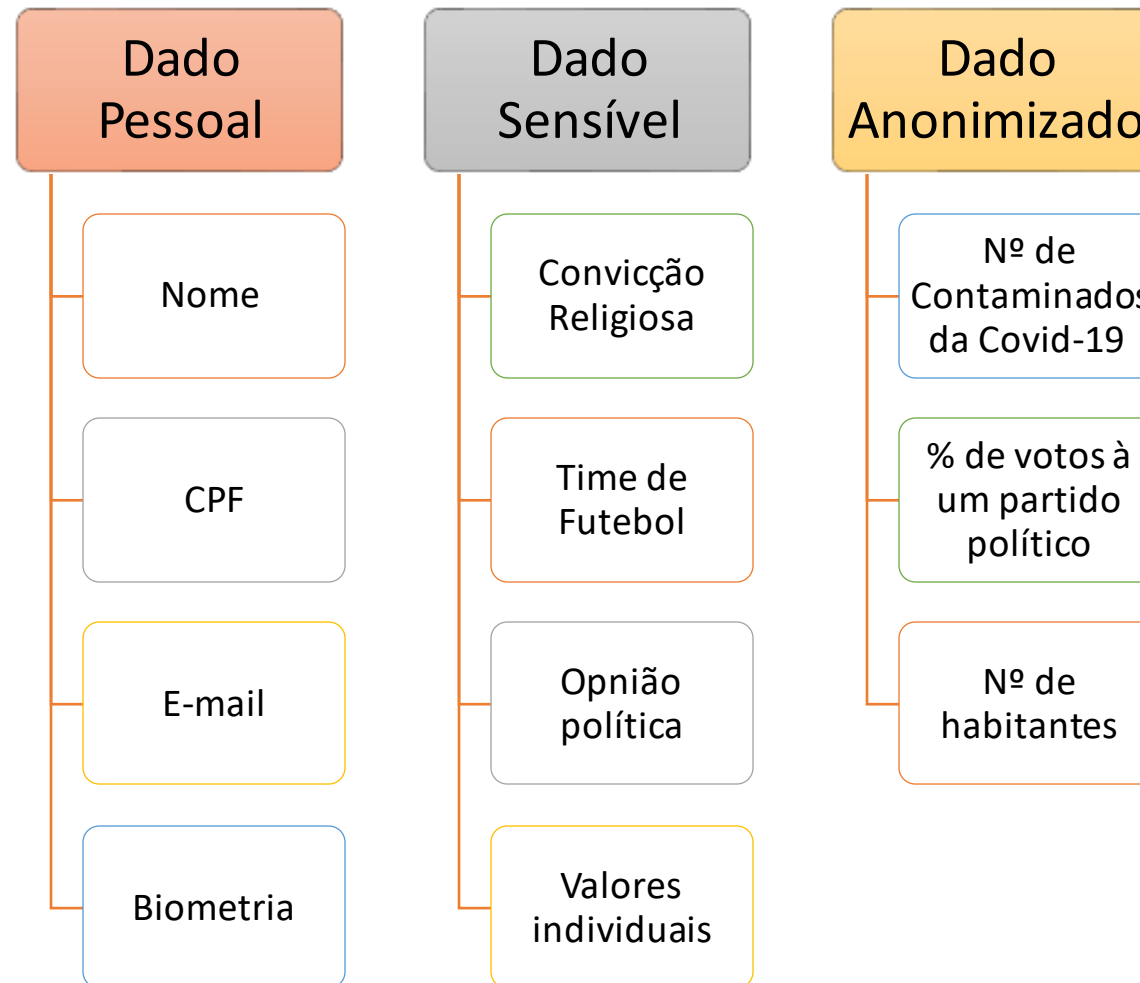 Dado
Pessoal
Nome
CPF
E-mail
Biometria
Dado
Sensível
Convicção
Religiosa
Time de
Futebol
Opnião
política
Valores
individuais
Dado
Anonimizado
Nº de
Contaminados
da Covid-19
% de votos à
um partido
político
Nº de
habitantes